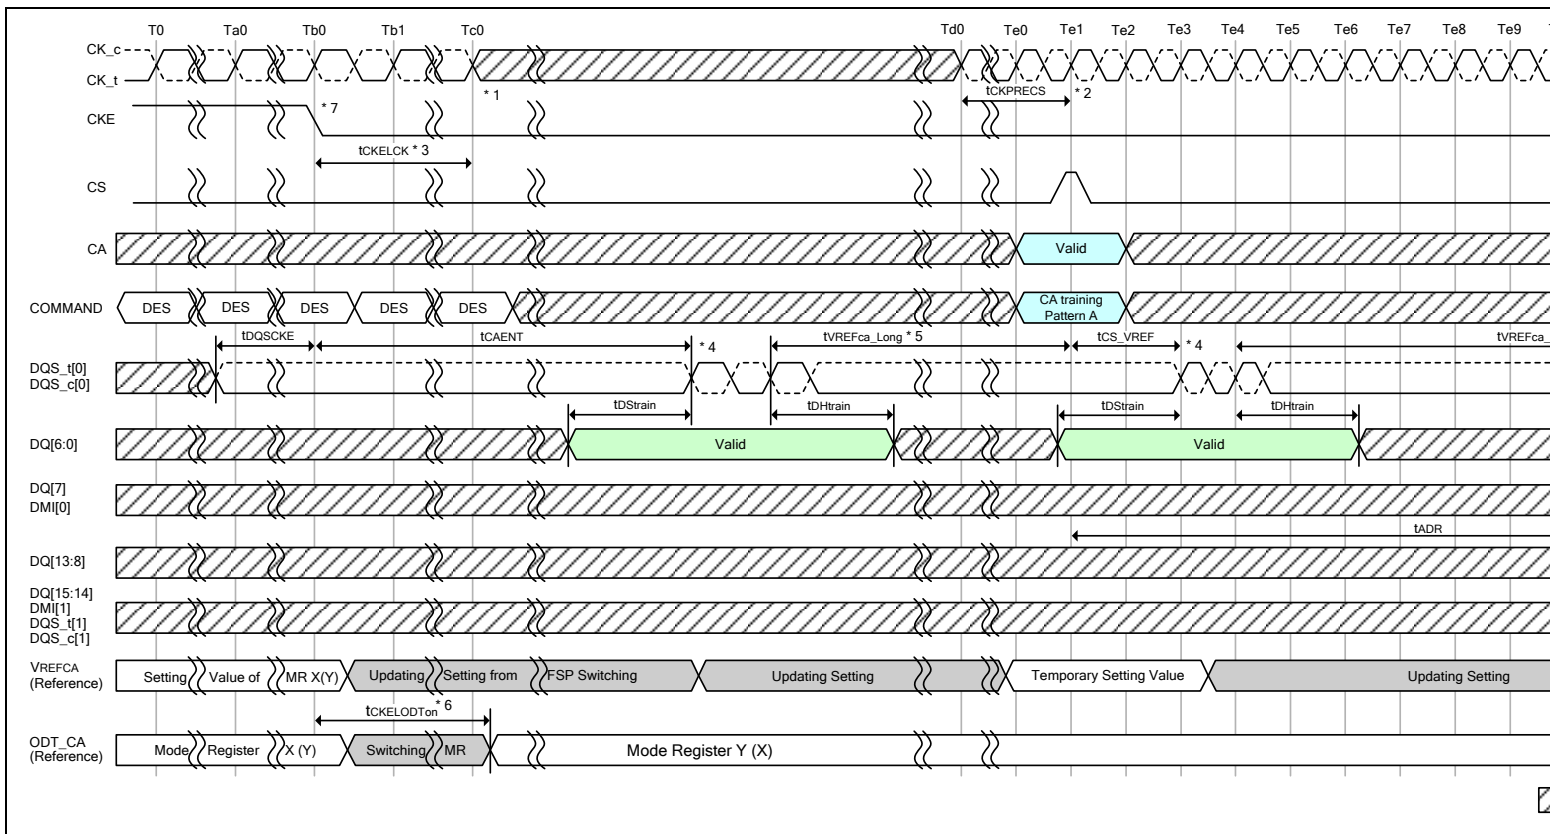 T0 Ta0 Tb0 Tb1 Tc0 Td0 Te0 Te1 Te2 Te3 Te4 Te5 Te6 Te7 Te8 Te9
CK_c
CK_t
* 1
tCKPRECS * 2
CKE
* 7
tCKELCK * 3
CS
CA
Valid
COMMAND
DES DES DES DES DES
CA training
Pattern A
tDQSCKE tCAENT * 4 tVREFca_Long * 5 tCS_VREF * 4 tVREFca_
DQS_t[0]
DQS_c[0]
tDStrain tDHtrain tDStrain tDHtrain
DQ[6:0]
Valid Valid
DQ[7]
DMI[0]
tADR
DQ[13:8]
DQ[15:14]
DMI[1]
DQS_t[1]
DQS_c[1]
VREFCA
(Reference)
Setting Value of MR X(Y) Updating Setting from FSP Switching Updating Setting Temporary Setting Value Updating Setting
tCKELODTon * 6
ODT_CA
(Reference)
Mode Register X (Y) Switching MR Mode Register Y (X)